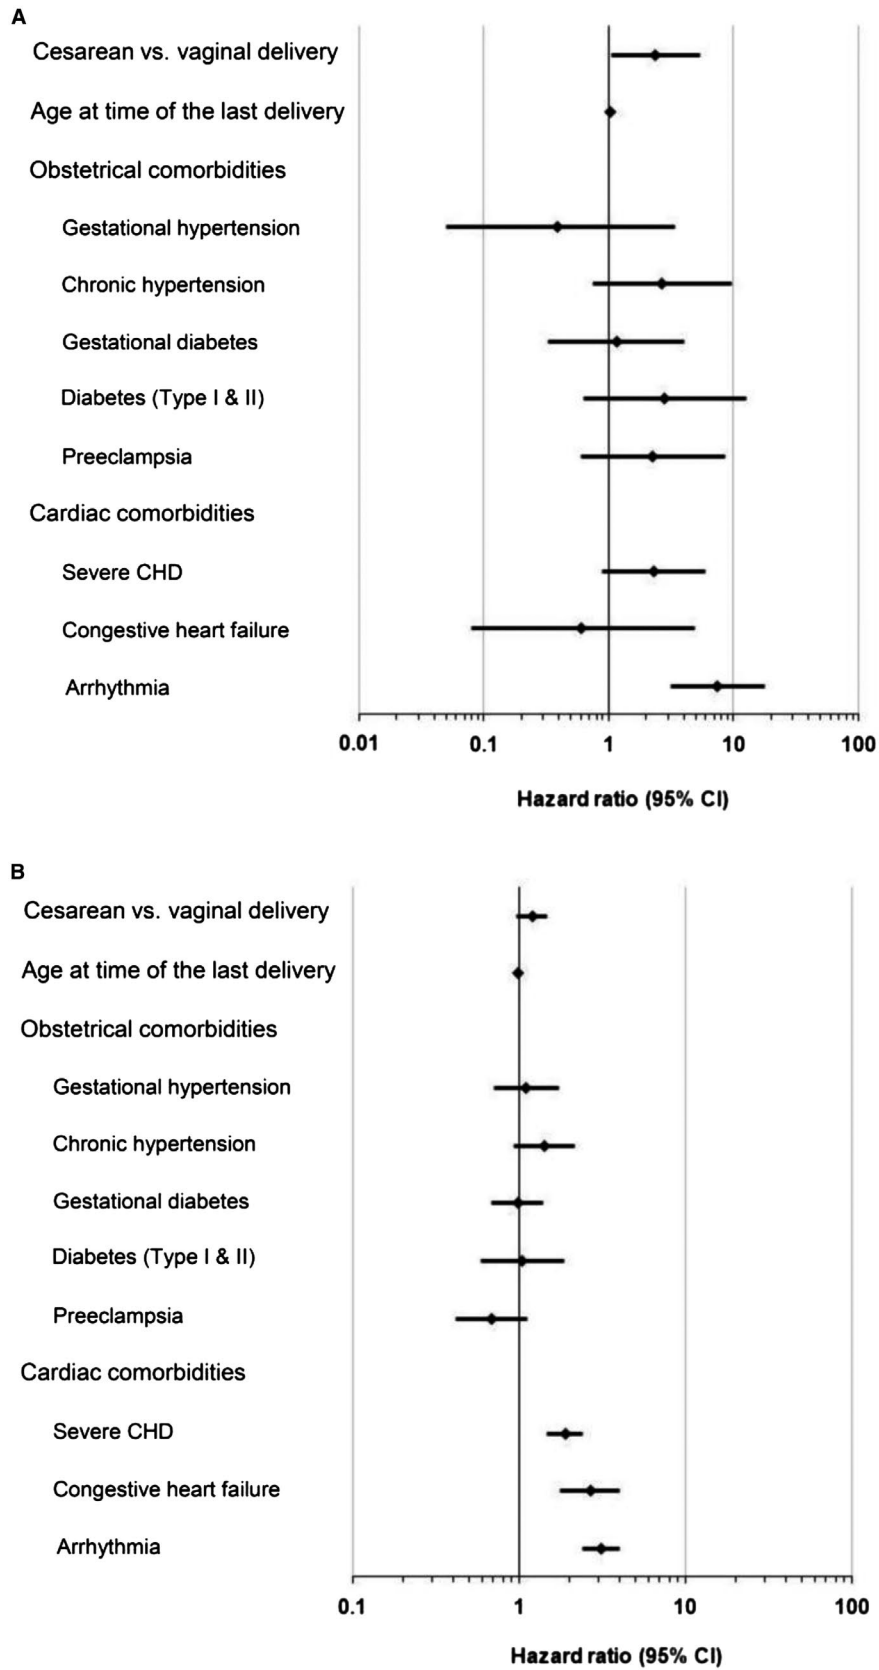 A
Cesarean vs. vaginal delivery
Age at time of the last delivery
Obstetrical comorbidities
Gestational hypertension
Chronic hypertension
Gestational diabetes
Diabetes (Type I & II)
Preeclampsia
Cardiac comorbidities
Severe CHD
Congestive heart failure
Arrhythmia
0.01 0.1 1 10 100
Hazard ratio (95% CI)
B
Cesarean vs. vaginal delivery
Age at time of the last delivery
Obstetrical comorbidities
Gestational hypertension
Chronic hypertension
Gestational diabetes
Diabetes (Type I & II)
Preeclampsia
Cardiac comorbidities
Severe CHD
Congestive heart failure
Arrhythmia
0.1 1 10 100
Hazard ratio (95% CI)